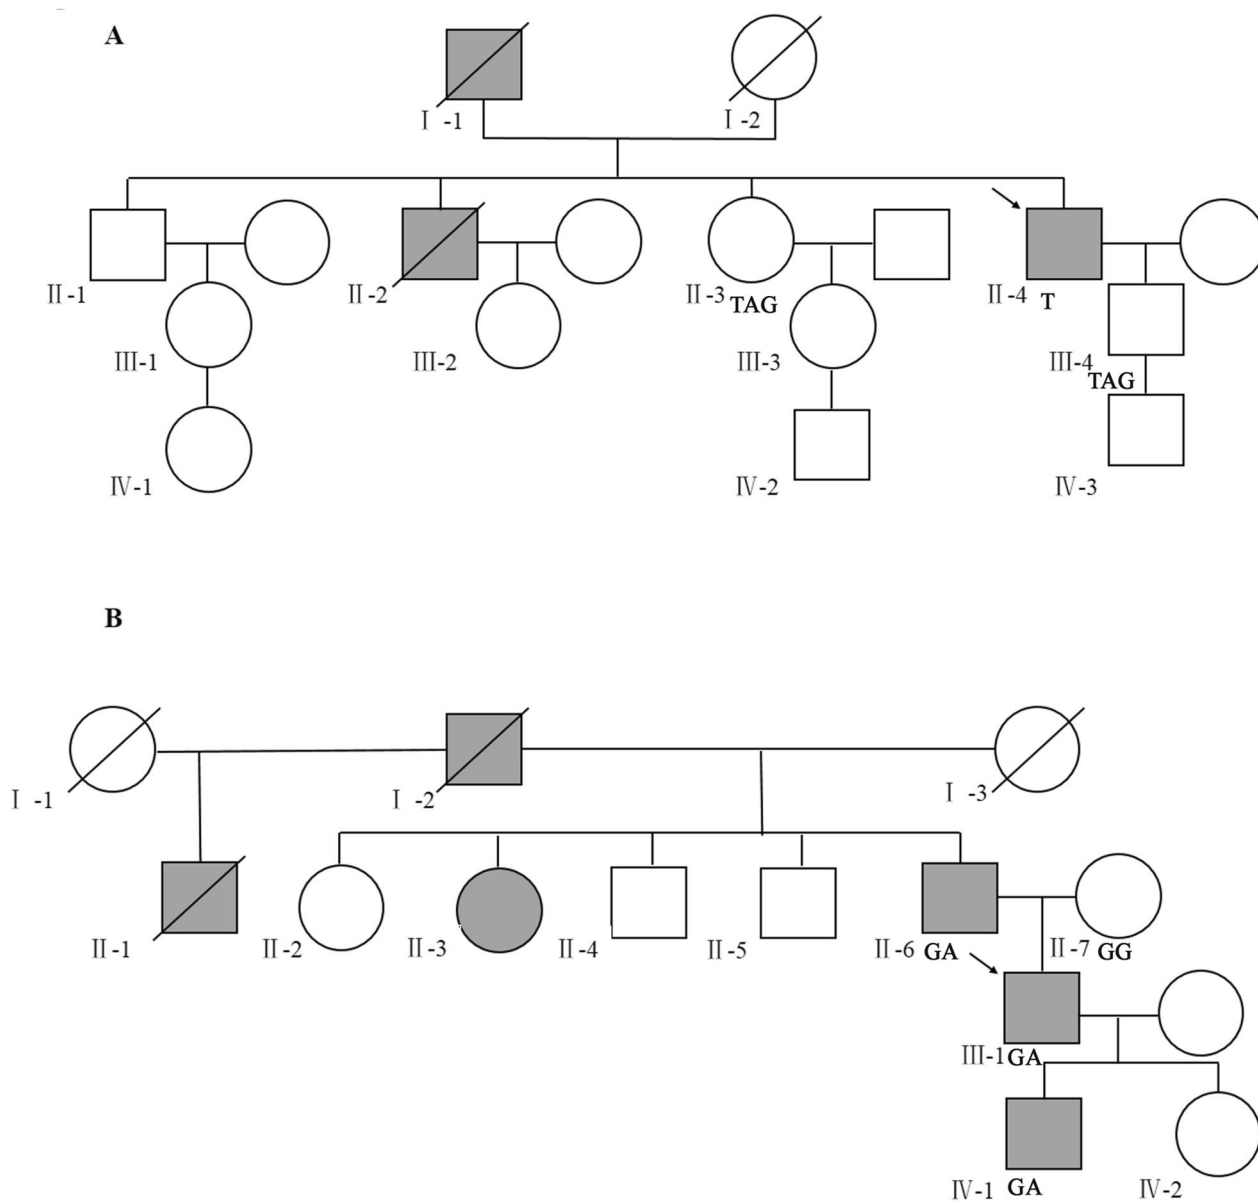 A
Ⅰ -1
Ⅰ -2
Ⅱ-1
Ⅱ-2
Ⅱ-3
TAG
Ⅱ-4
T
Ⅲ-1
Ⅲ-2
Ⅲ-3
Ⅲ-4
TAG
Ⅳ-1
Ⅳ-2
Ⅳ-3
B
Ⅰ -1
Ⅰ -2
Ⅰ -3
Ⅱ-1
Ⅱ-2
Ⅱ-3
Ⅱ-4
Ⅱ-5
Ⅱ-6 GA
Ⅱ-7 GG
Ⅲ-1 GA
Ⅳ-1 GA
Ⅳ-2